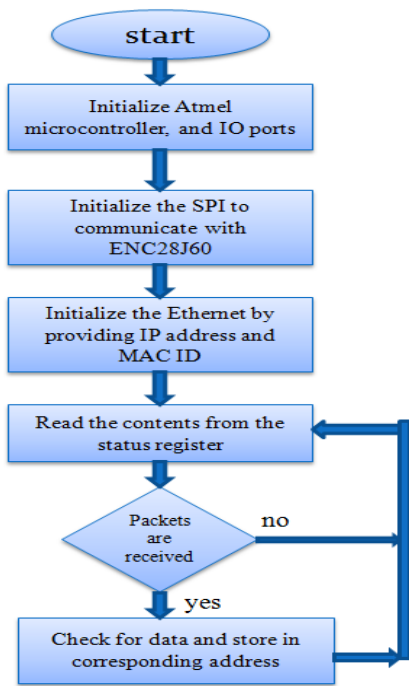 start
Initialize Atmel
microcontroller, and IO ports
Initialize the SPI to
communicate with
ENC28J60
Initialize the Ethernet by
providing IP address and
MAC ID
Read the contents from the
status register
Packets
are
received
no
yes
Check for data and store in
corresponding address